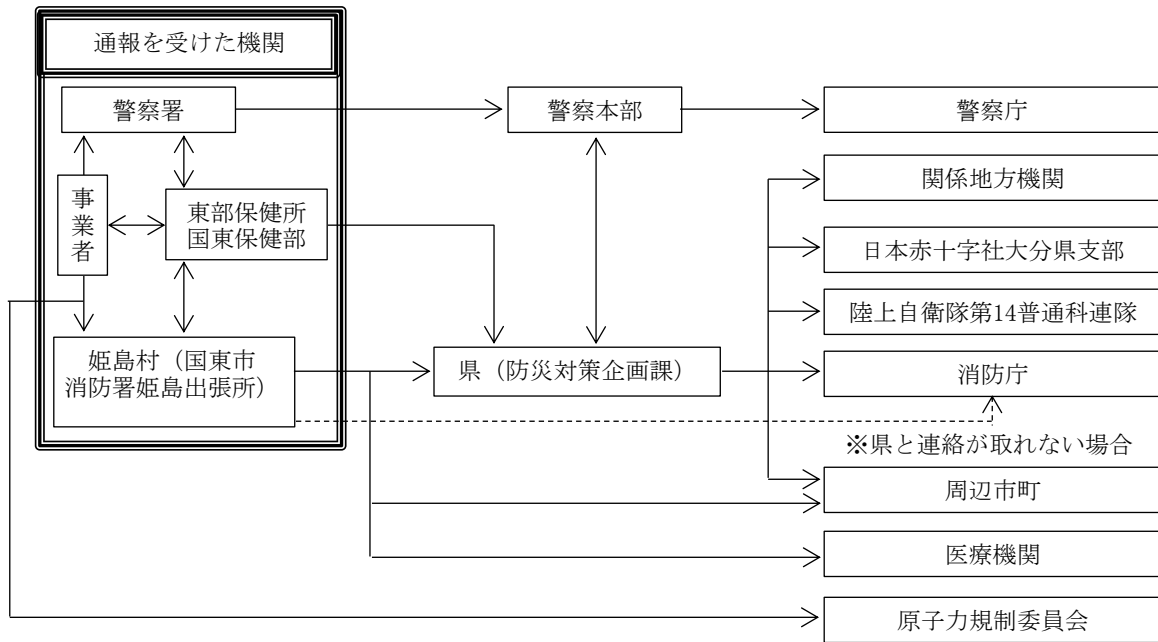 通報を受けた機関
警察署
警察本部
警察庁
関係地方機関
事業者
東部保健所
国東保健部
日本赤十字社大分県支部
陸上自衛隊第14普通科連隊
姫島村（国東市
消防署姫島出張所）
県（防災対策企画課）
消防庁
※県と連絡が取れない場合
周辺市町
医療機関
原子力規制委員会